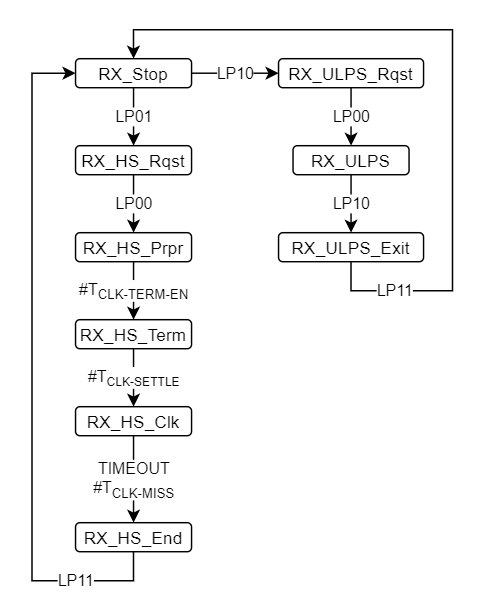 RX_Stop
LP10
RX_ULPS_Rqst
LP01
LP00
RX_HS_Rqst
RX_ULPS
LP00
LP10
RX_HS_Prpr
RX_ULPS_Exit
#TCLK-TERM-EN
LP11
RX_HS_Term
#TCLK-SETTLE
RX_HS_Clk
TIMEOUT
#TCLK-MISS
RX_HS_End
LP11